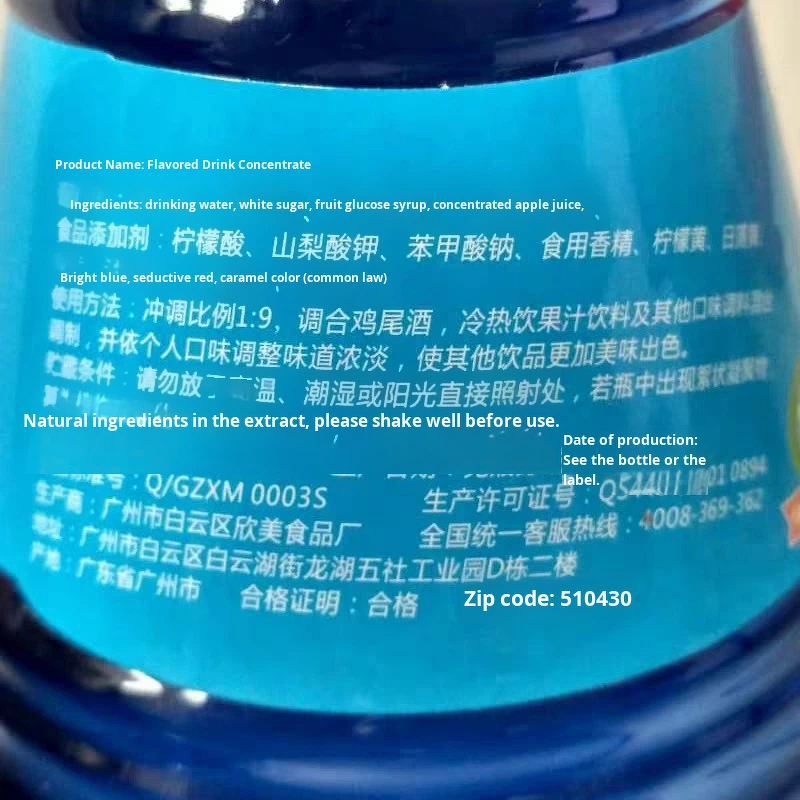 Product Name: Flavored Drink Concentrate
Ingredients: drinking water, white sugar, fruit glucose syrup, concentrated apple juice,
食品添加剂：柠檬酸、山梨酸钾、苯甲酸钠、食用香精、柠檬黄、日落黄
Bright blue, seductive red, caramel color (common law)
使用方法：冲调比例1:9，调合鸡尾酒，冷热饮果汁饮料及其他口味调料混合
调制，并依个人口味调整味道浓淡，使其他饮品更加美味出色。
贮藏条件：请勿放 温、潮湿或阳光直接照射处，若瓶中出现絮状凝聚物
Natural ingredients in the extract, please shake well before use.
Date of production:
See the bottle or the
label.
Q/GZXM 0003S 生产许可证号：
生产商：广州市白云区欣美食品厂 全国统一客服热线：4008-369-362
地址：广州市白云区白云湖街龙湖五社工业园D栋二楼
产地：广东省广州市 合格证明：合格 Zip code: 510430